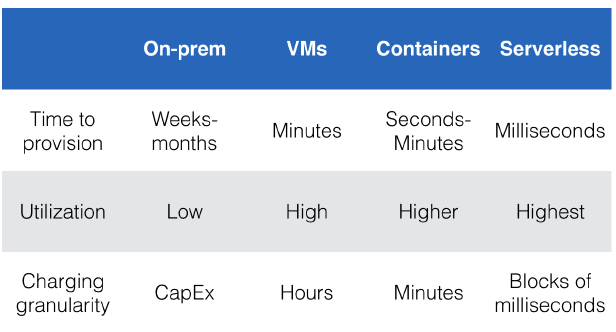 On-prem VMs Containers Serverless
Time to provision Weeks-months Minutes Seconds-Minutes Milliseconds
Utilization Low High Higher Highest
Charging granularity CapEx Hours Minutes Blocks of milliseconds